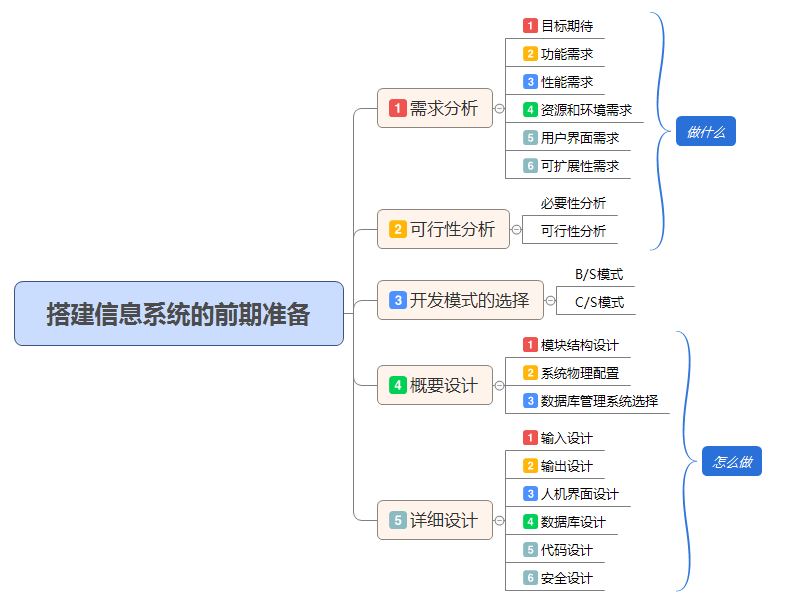 搭建信息系统的前期准备
1 需求分析
1 目标期待
2 功能需求
3 性能需求
4 资源和环境需求
5 用户界面需求
6 可扩展性需求
2 可行性分析
必要性分析
可行性分析
做什么
3 开发模式的选择
B/S模式
C/S模式
4 概要设计
1 模块结构设计
2 系统物理配置
3 数据库管理系统选择
5 详细设计
1 输入设计
2 输出设计
3 人机界面设计
4 数据库设计
5 代码设计
6 安全设计
怎么做